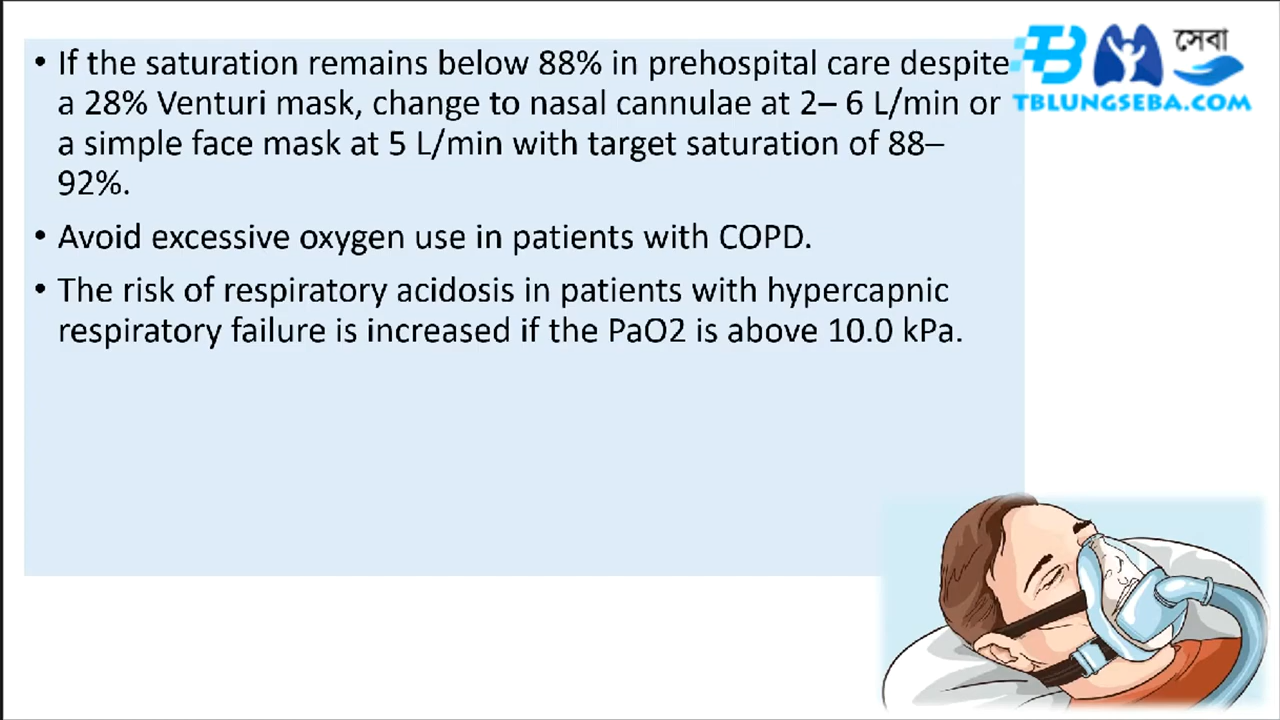 • If the saturation remains below 88% in prehospital care despite
a 28% Venturi mask, change to nasal cannulae at 2– 6 L/min or
a simple face mask at 5 L/min with target saturation of 88–
92%.
• Avoid excessive oxygen use in patients with COPD.
• The risk of respiratory acidosis in patients with hypercapnic
respiratory failure is increased if the PaO2 is above 10.0 kPa.
TB সেবা
TBLUNGSEBA.COM